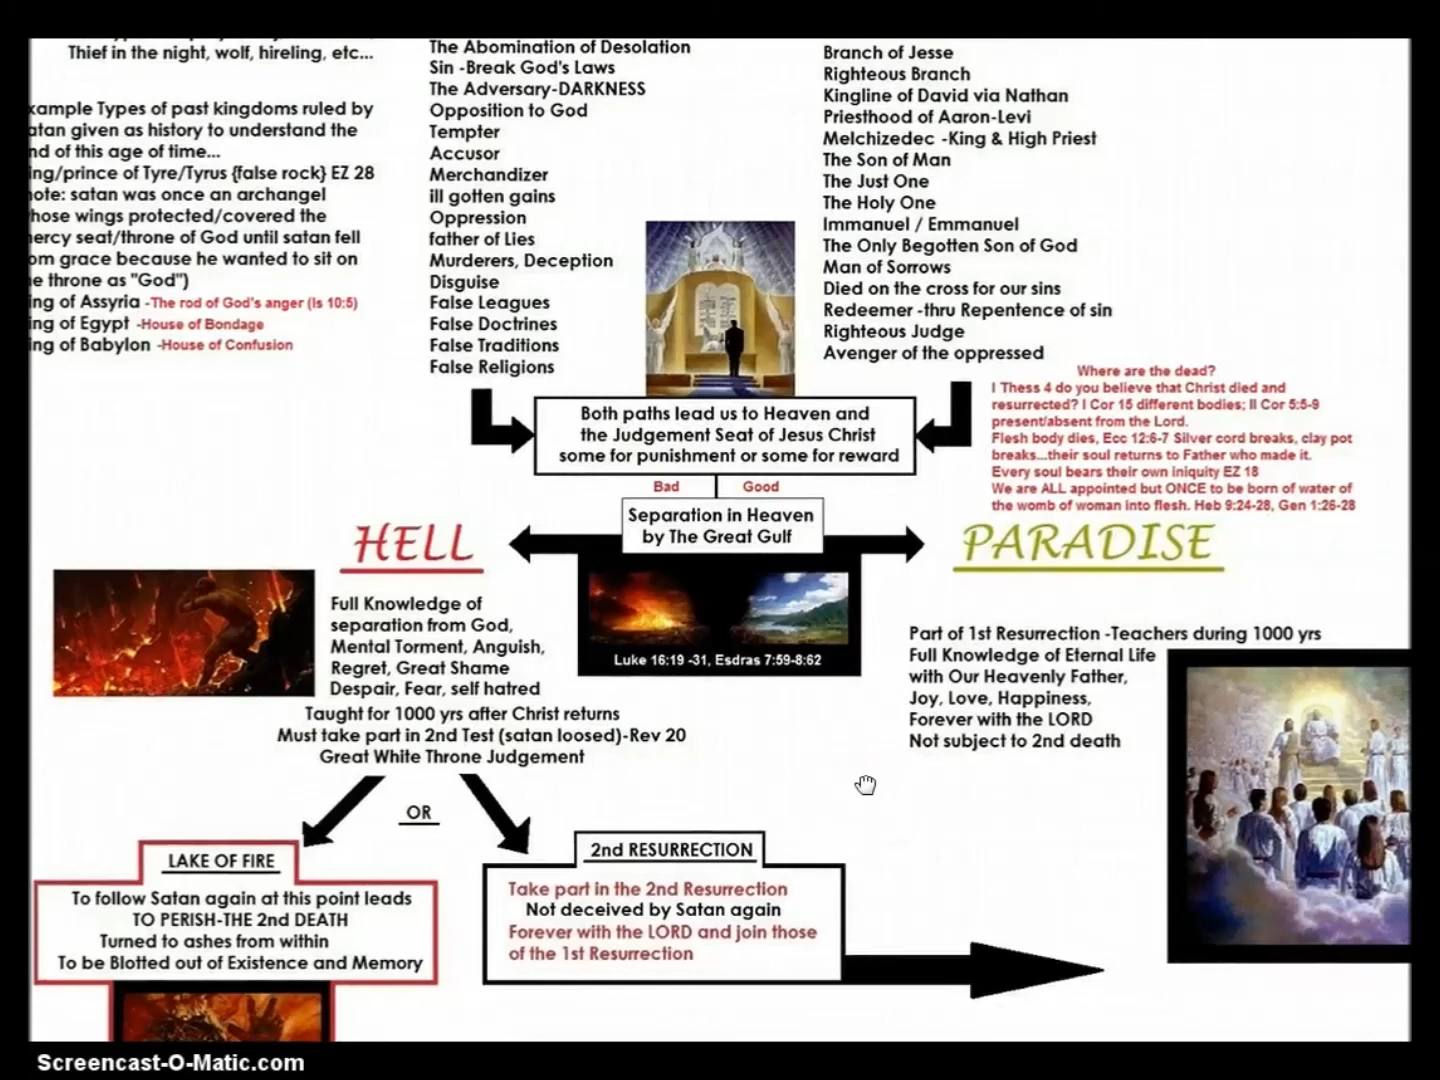 Thief in the night, wolf, hireling, etc...
xample Types of past kingdoms ruled by
atan given as history to understand the
nd of this age of time...
ing/prince of Tyre/Tyrus {false rock} EZ 28
note: satan was once an archangel
whose wings protected/covered the
mercy seat/throne of God until satan fell
om grace because he wanted to sit on
he throne as "God")
ing of Assyria -The rod of God's anger (Is 10:5)
ing of Egypt -House of Bondage
ing of Babylon -House of Confusion
The Abomination of Desolation
Sin -Break God's Laws
The Adversary-DARKNESS
Opposition to God
Tempter
Accusor
Merchandizer
ill gotten gains
Oppression
father of Lies
Murderers, Deception
Disguise
False Leagues
False Doctrines
False Traditions
False Religions
Branch of Jesse
Righteous Branch
Kingline of David via Nathan
Priesthood of Aaron-Levi
Melchizedec -King & High Priest
The Son of Man
The Just One
The Holy One
Immanuel / Emmanuel
The Only Begotten Son of God
Man of Sorrows
Died on the cross for our sins
Redeemer -thru Repentence of sin
Righteous Judge
Avenger of the oppressed
Where are the dead?
I Thess 4 do you believe that Christ died and
resurrected? I Cor 15 different bodies; II Cor 5:5-9
present/absent from the Lord.
Flesh body dies, Ecc 12:6-7 Silver cord breaks, clay pot
breaks...their soul returns to Father who made it.
Every soul bears their own iniquity EZ 18
We are ALL appointed but ONCE to be born of water of
the womb of woman into flesh. Heb 9:24-28, Gen 1:26-28
Both paths lead us to Heaven and
the Judgement Seat of Jesus Christ
some for punishment or some for reward
Bad Good
Separation in Heaven
by The Great Gulf
HELL
PARADISE
Luke 16:19 -31, Esdras 7:59-8:62
Full Knowledge of
separation from God,
Mental Torment, Anguish,
Regret, Great Shame
Despair, Fear, self hatred
Taught for 1000 yrs after Christ returns
Must take part in 2nd Test (satan loosed)-Rev 20
Great White Throne Judgement
Part of 1st Resurrection -Teachers during 1000 yrs
Full Knowledge of Eternal Life
with Our Heavenly Father,
Joy, Love, Happiness,
Forever with the LORD
Not subject to 2nd death
OR
LAKE OF FIRE
To follow Satan again at this point leads
TO PERISH-THE 2nd DEATH
Turned to ashes from within
To be Blotted out of Existence and Memory
2nd RESURRECTION
Take part in the 2nd Resurrection
Not deceived by Satan again
Forever with the LORD and join those
of the 1st Resurrection
Screencast-O-Matic.com